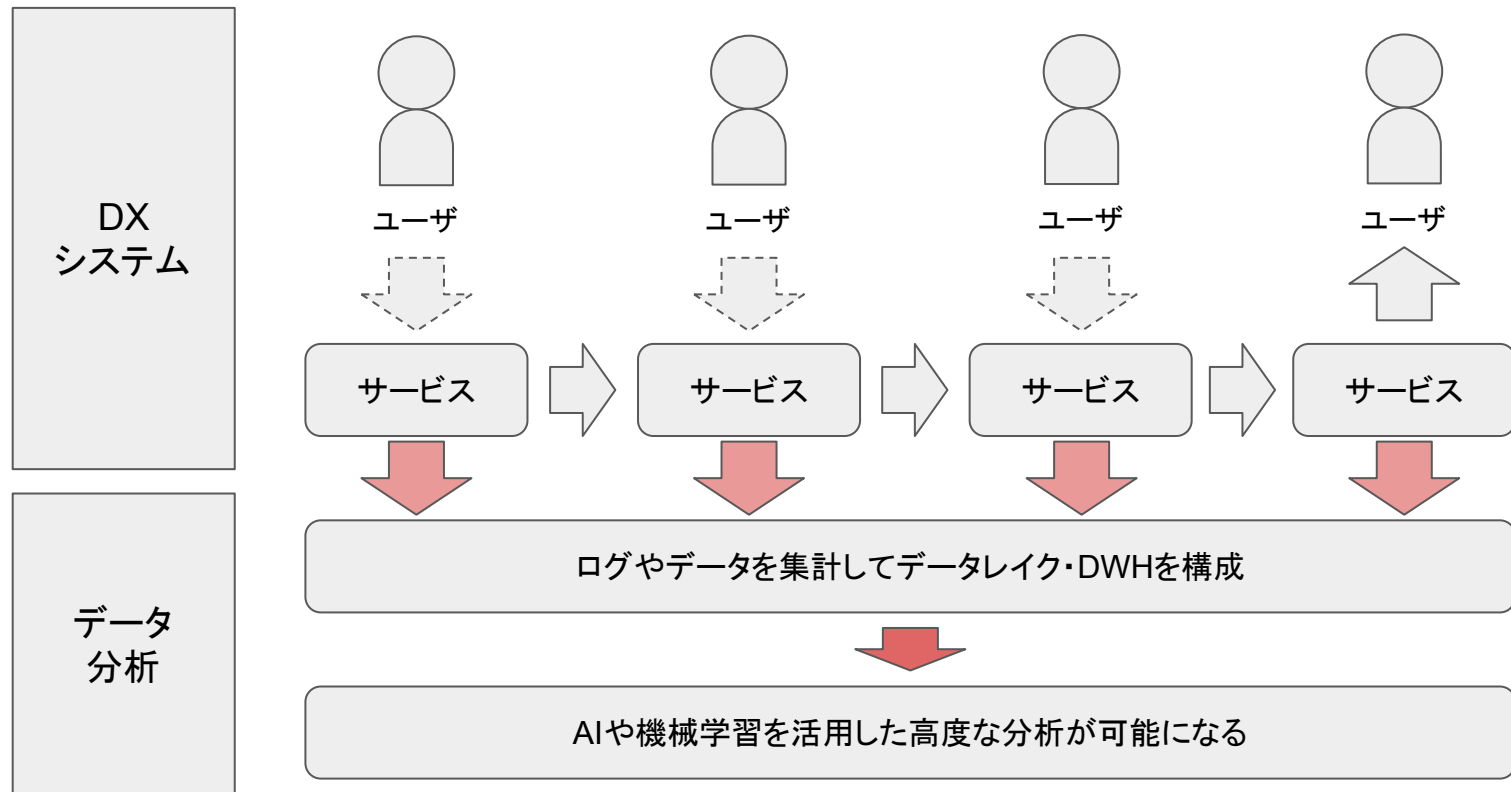 DX
システム
ユーザ
ユーザ
ユーザ
ユーザ
サービス
サービス
サービス
サービス
データ
分析
ログやデータを集計してデータレイク・DWHを構成
AIや機械学習を活用した高度な分析が可能になる